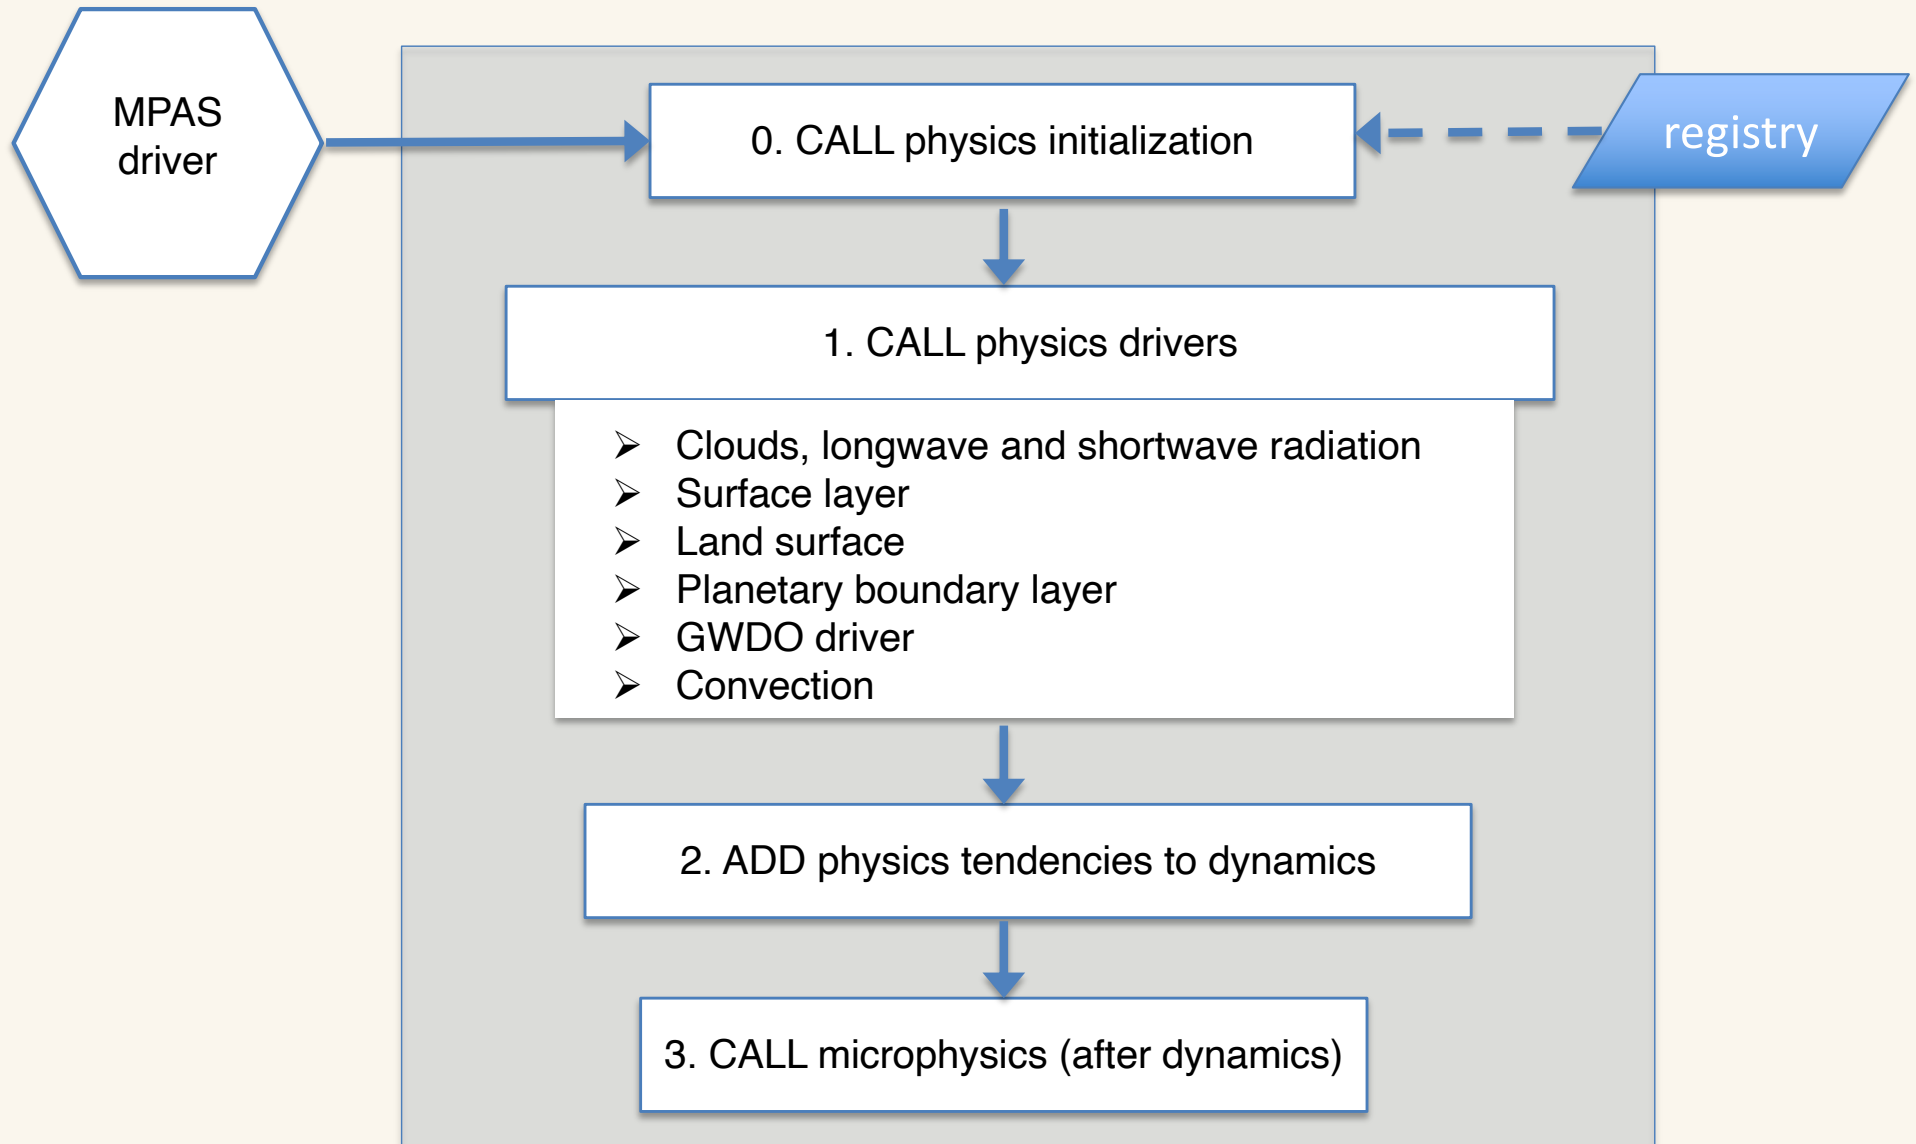 MPAS
driver
0. CALL physics initialization
registry
1. CALL physics drivers
➢ Clouds, longwave and shortwave radiation
➢ Surface layer
➢ Land surface
➢ Planetary boundary layer
➢ GWDO driver
➢ Convection
2. ADD physics tendencies to dynamics
3. CALL microphysics (after dynamics)